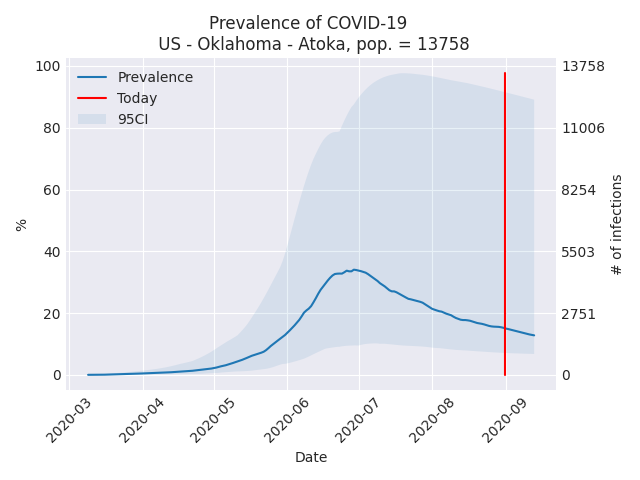 Prevalence of COVID-19
US - Oklahoma - Atoka, pop. = 13758
100
80
60
40
20
0
%
13758
11006
8254
5503
2751
0
# of infections
Prevalence
Today
95CI
2020-03
2020-04
2020-05
2020-06
2020-07
2020-08
2020-09
Date